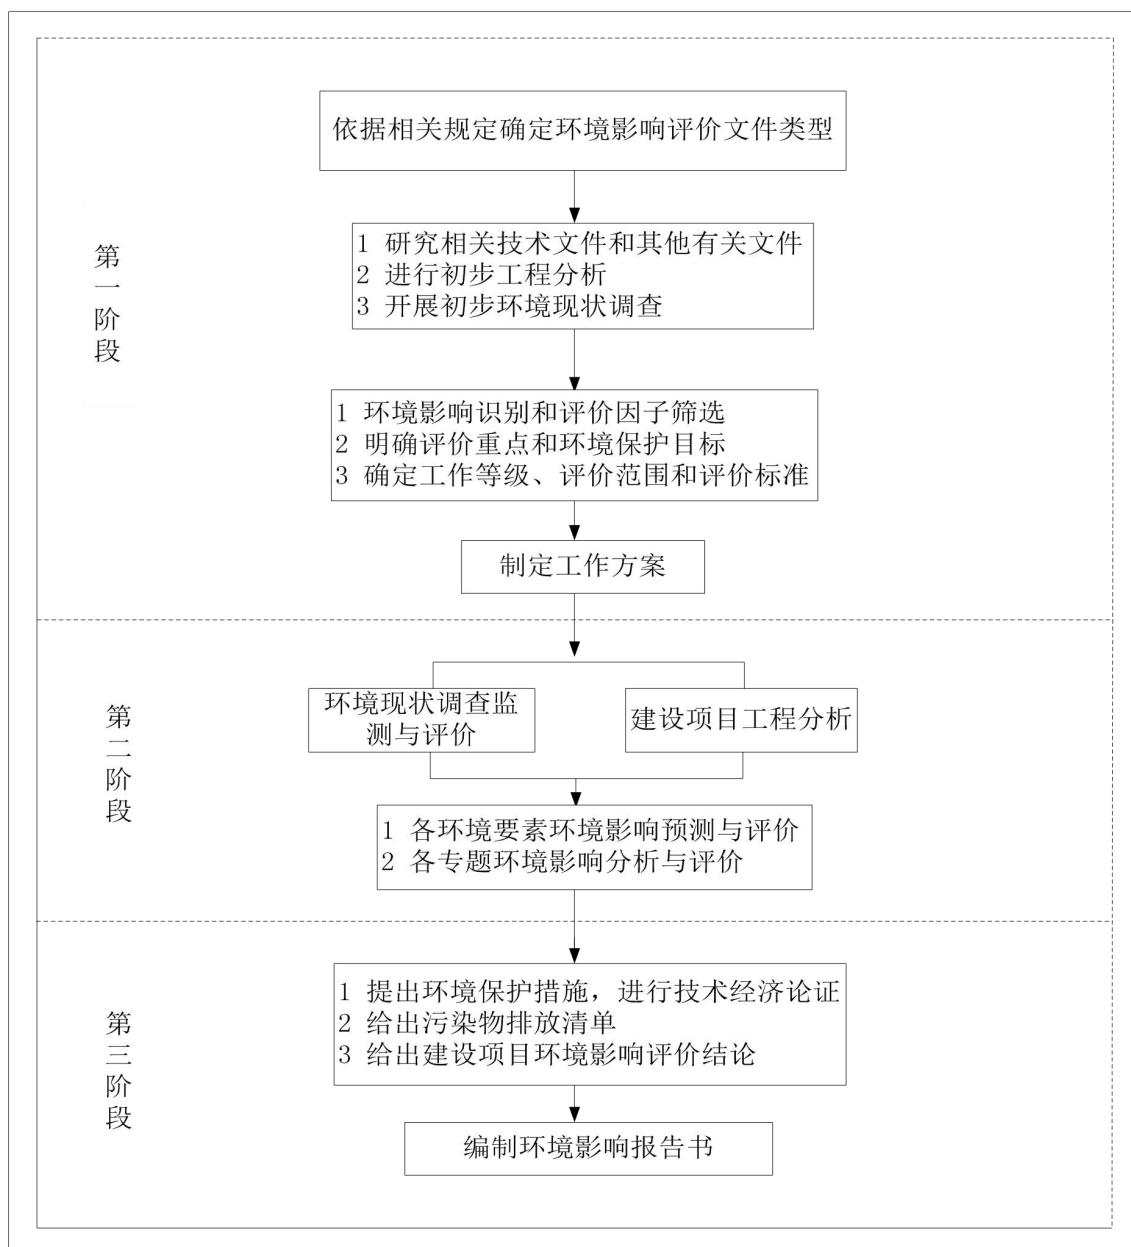 依据相关规定确定环境影响评价文件类型
第一阶段
1 研究相关技术文件和其他有关文件
2 进行初步工程分析
3 开展初步环境现状调查
1 环境影响识别和评价因子筛选
2 明确评价重点和环境保护目标
3 确定工作等级、评价范围和评价标准
制定工作方案
第二阶段
环境现状调查监
测与评价
建设项目工程分析
1 各环境要素环境影响预测与评价
2 各专题环境影响分析与评价
第三阶段
1 提出环境保护措施，进行技术经济论证
2 给出污染物排放清单
3 给出建设项目环境影响评价结论
编制环境影响报告书